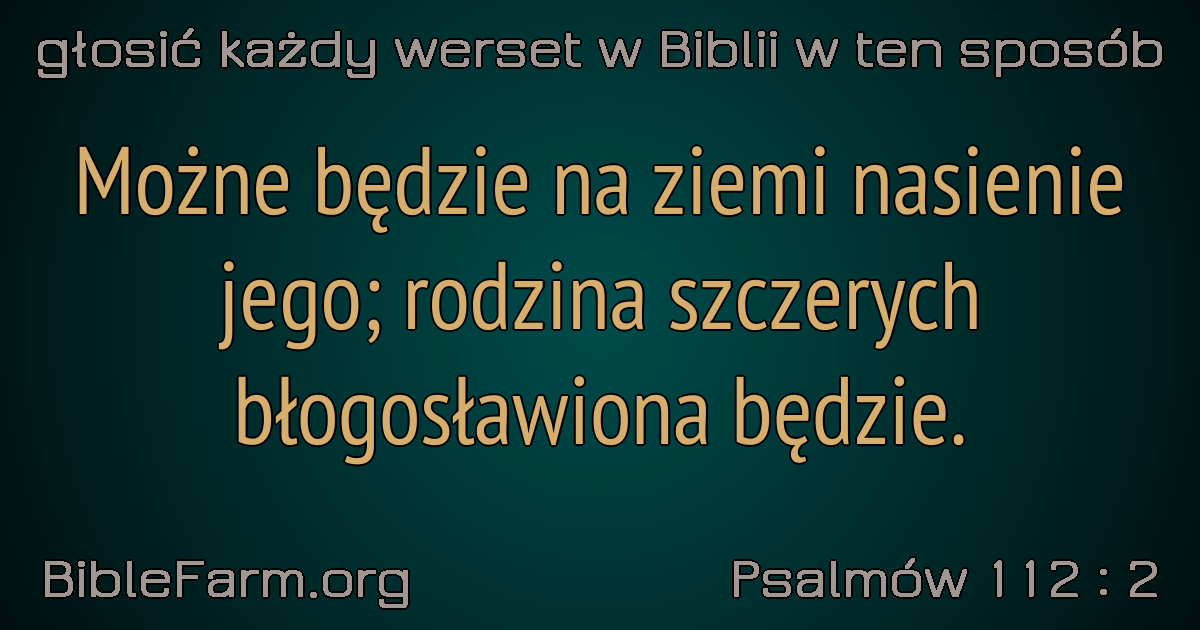 głosić każdy werset w Biblii w ten sposób
Możne będzie na ziemi nasienie
jego; rodzina szczerych
błogosławiona będzie.
BibleFarm.org
Psalmów 112 : 2